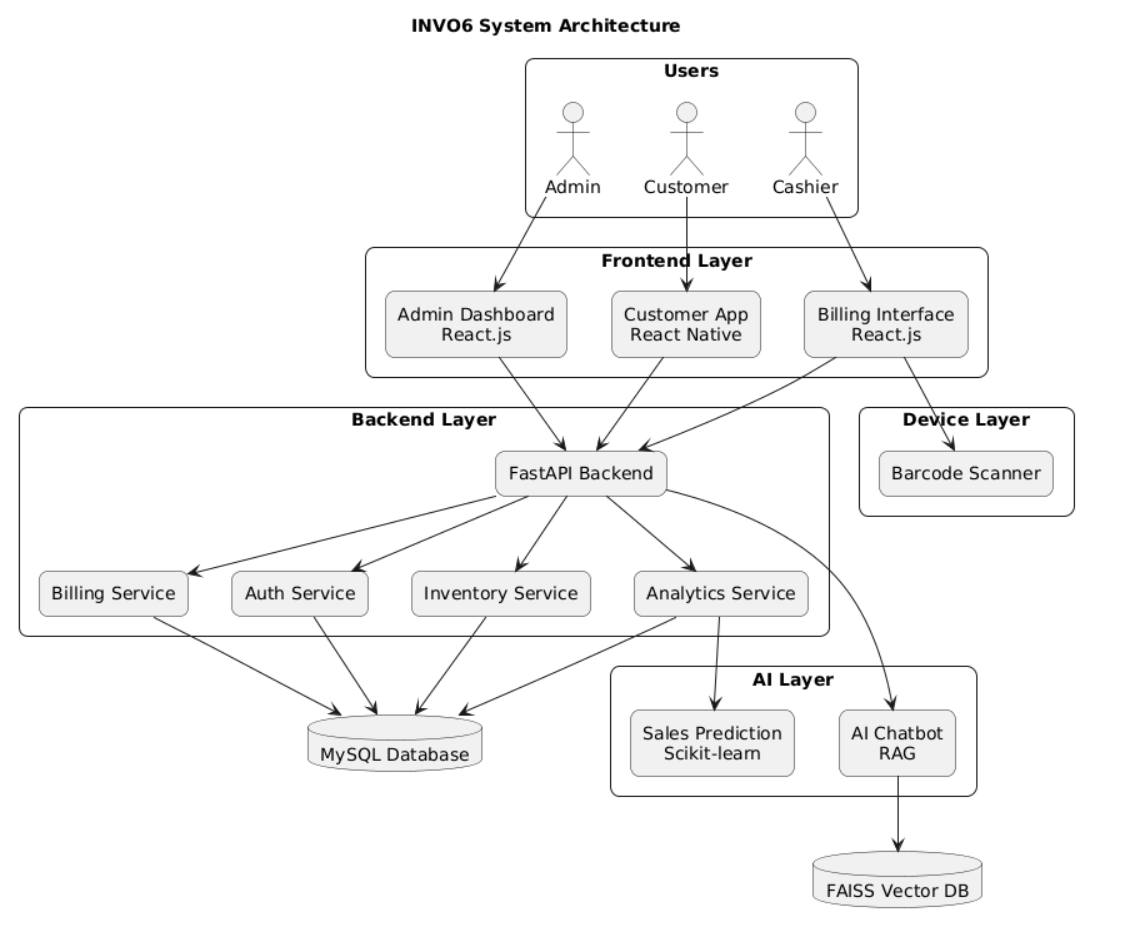 INVO6 System Architecture
Users
Admin
Customer
Cashier
Frontend Layer
Admin Dashboard
React.js
Customer App
React Native
Billing Interface
React.js
Backend Layer
Device Layer
FastAPI Backend
Barcode Scanner
Billing Service
Auth Service
Inventory Service
Analytics Service
AI Layer
Sales Prediction
Scikit-learn
AI Chatbot
RAG
MySQL Database
FAISS Vector DB